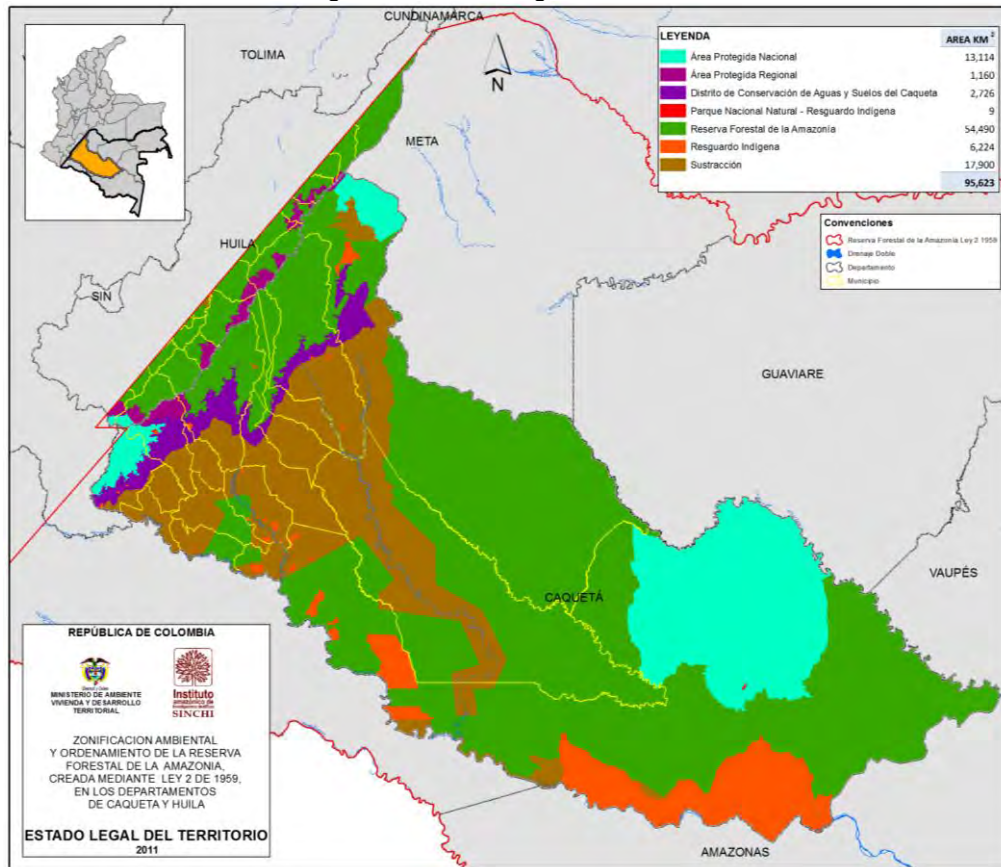 CUNDINAMARCA
TOLIMA
N
META
HUILA
SIN
GUAVIARE
VAUPÉS
CAQUETÁ
AMAZONAS
LEYENDA
AREA KM ²
Área Protegida Nacional 13,114
Área Protegida Regional 1,160
Distrito de Conservación de Aguas y Suelos del Caqueta 2,726
Parque Nacional Natural - Resguardo Indígena 9
Reserva Forestal de la Amazonía 54,490
Resguardo Indígena 6,224
Sustracción 17,900
95,623
Convenciones
Reserva Forestal de la Amazonía Ley 2 1959
Drenaje Doble
Departamento
Municipio
REPÚBLICA DE COLOMBIA
MINISTERIO DE AMBIENTE
VIVIENDA Y DESARROLLO
TERRITORIAL
Instituto
amazónico de
SINCHI
ZONIFICACION AMBIENTAL
Y ORDENAMIENTO DE LA RESERVA
FORESTAL DE LA AMAZONIA,
CREADA MEDIANTE LEY 2 DE 1959,
EN LOS DEPARTAMENTOS
DE CAQUETA Y HUILA
ESTADO LEGAL DEL TERRITORIO
2011